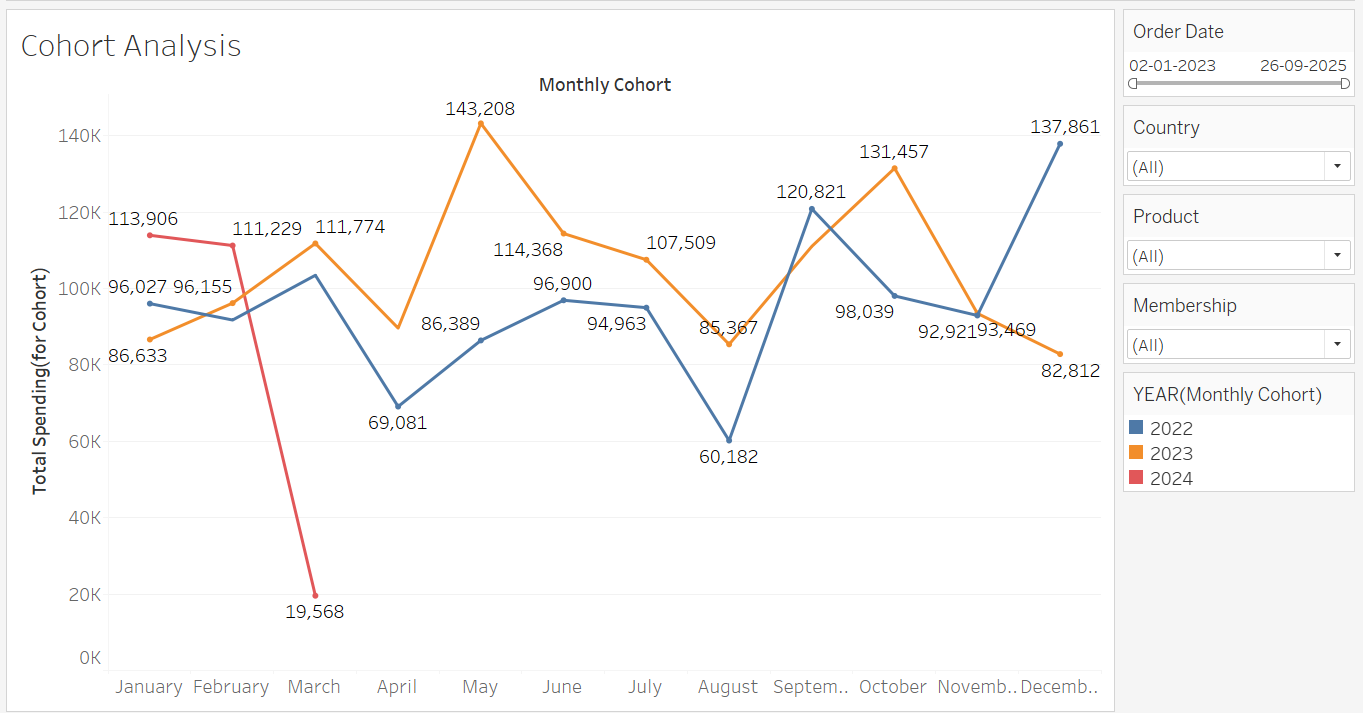 Cohort Analysis
Monthly Cohort
Total Spending(for Cohort)
140K
120K
100K
80K
60K
40K
20K
0K
143,208
137,861
131,457
120,821
113,906
111,229
111,774
107,509
114,368
96,027
96,155
96,900
98,039
94,963
86,389
85,367
92,921
93,469
86,633
82,812
69,081
60,182
19,568
January February March April May June July August Septem.. October Novemb.. Decemb..
Order Date
02-01-2023 26-09-2025
Country
(All)
Product
(All)
Membership
(All)
YEAR(Monthly Cohort)
2022
2023
2024